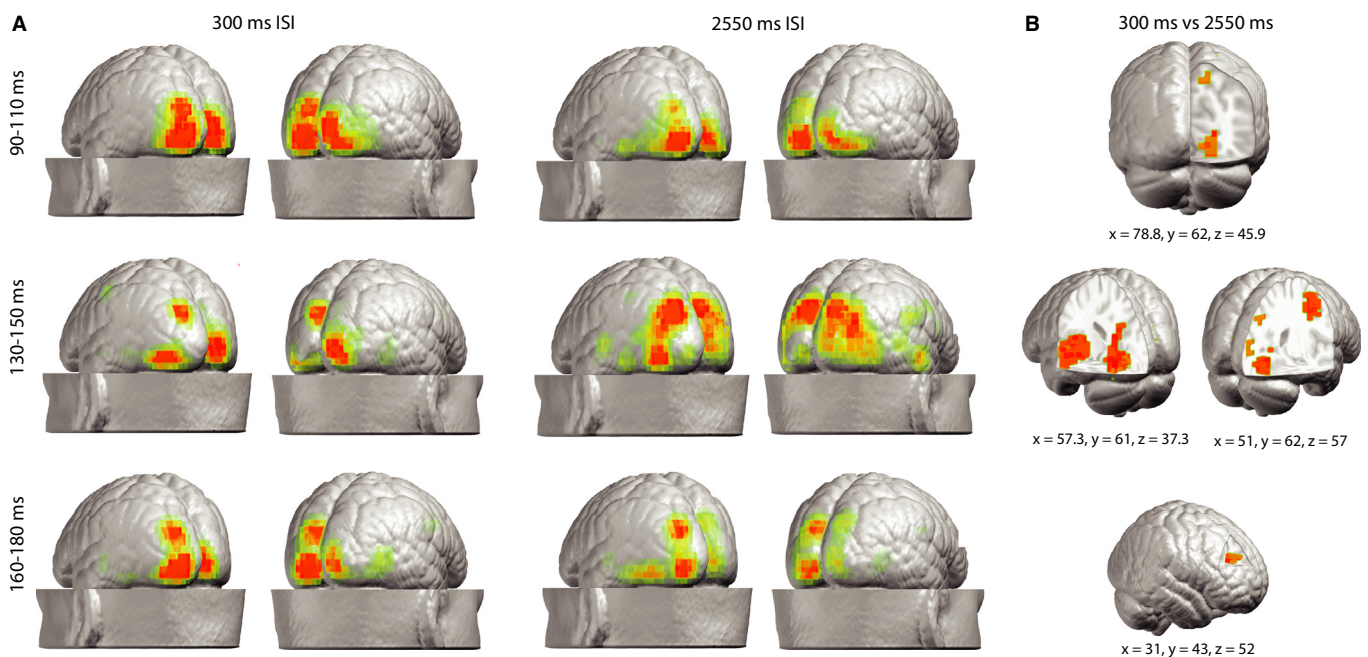 A
300 ms ISI
2550 ms ISI
B
300 ms vs 2550 ms
90-110 ms
x = 78.8, y = 62, z = 45.9
130-150 ms
x = 57.3, y = 61, z = 37.3
x = 51, y = 62, z = 57
160-180 ms
x = 31, y = 43, z = 52